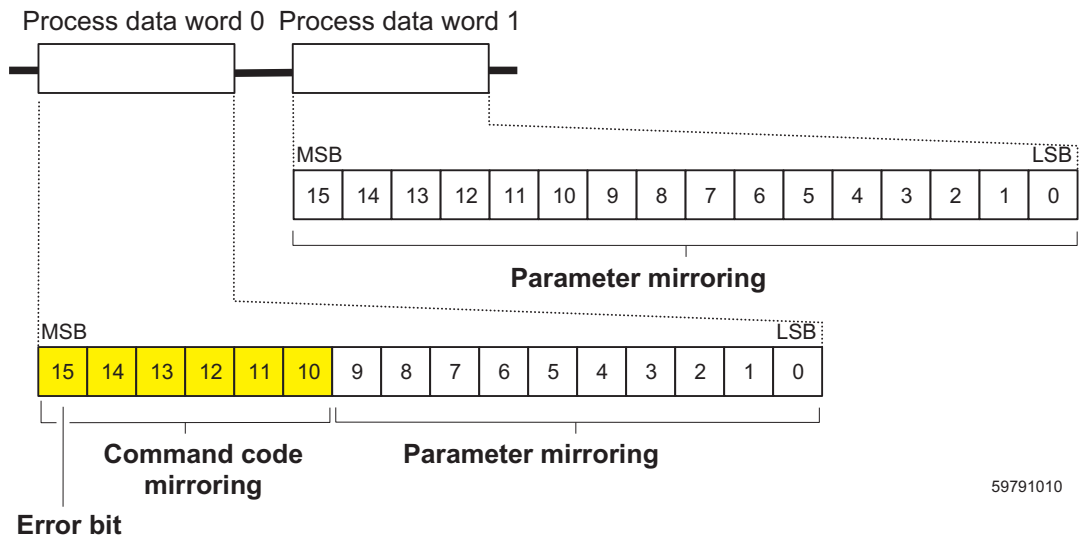 Process data word 0 Process data word 1
MSB LSB
15 14 13 12 11 10 9 8 7 6 5 4 3 2 1 0
Parameter mirroring
MSB LSB
15 14 13 12 11 10 9 8 7 6 5 4 3 2 1 0
Command code
mirroring
Parameter mirroring
59791010
Error bit